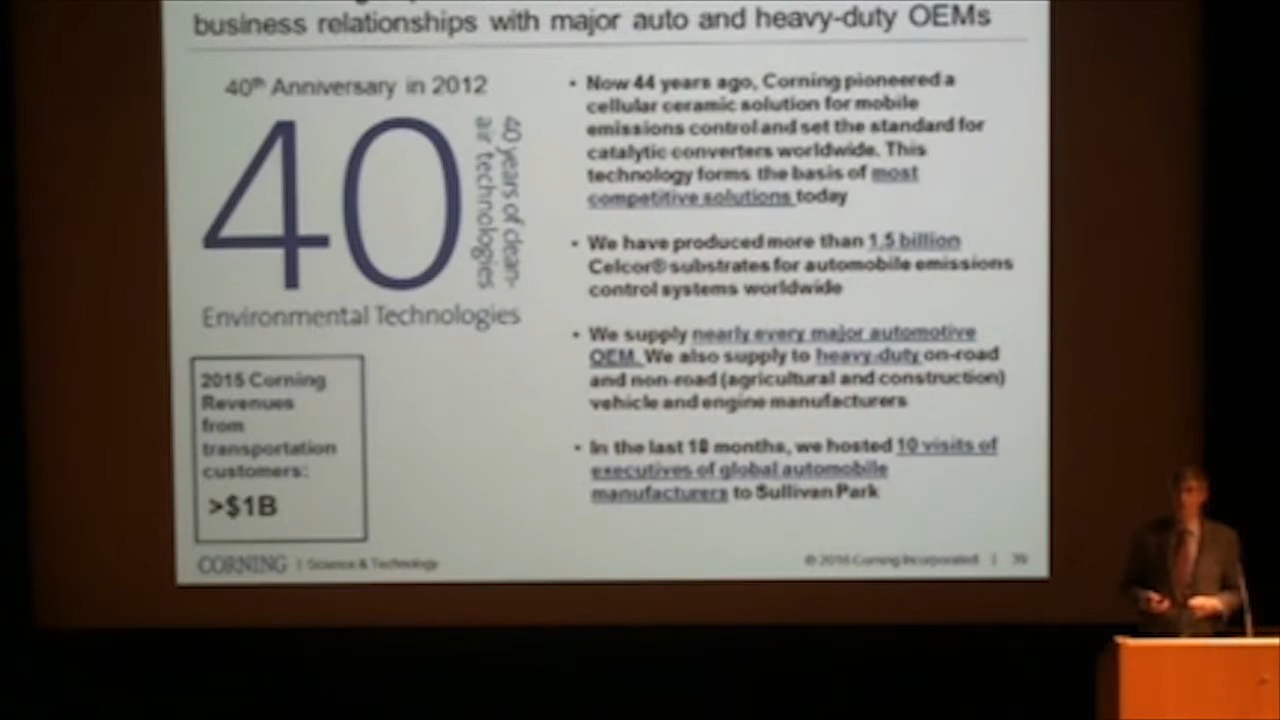 business relationships with major auto and heavy-duty OEMs
40th Anniversary in 2012
40
40 years of clean-
air technologies
Environmental Technologies
2015 Corning
Revenues
from
transportation
customers:
>$1B
• Now 44 years ago, Corning pioneered a
cellular ceramic solution for mobile
emissions control and set the standard for
catalytic converters worldwide. This
technology forms the basis of most
competitive solutions today
• We have produced more than 1.5 billion
Celcor® substrates for automobile emissions
control systems worldwide
• We supply nearly every major automotive
OEM. We also supply to heavy-duty on-road
and non-road (agricultural and construction)
vehicle and engine manufacturers
• In the last 18 months, we hosted 10 visits of
executives of global automobile
manufacturers to Sullivan Park
CORNING | Science & Technology
© 2016 Corning Incorporated | 39